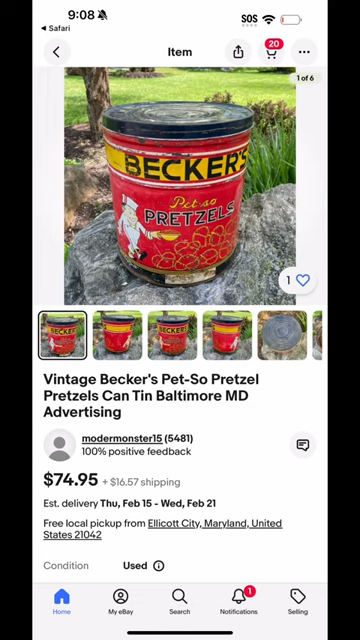 9:08
SOS
Safari
Item
20
1 of 6
BECKER'S
Pet-so
PRETZELS
1
BECKER'S
Vintage Becker's Pet-So Pretzel
Pretzels Can Tin Baltimore MD
Advertising
modermonster15 (5481)
100% positive feedback
$74.95 + $16.57 shipping
Est. delivery Thu, Feb 15 - Wed, Feb 21
Free local pickup from Ellicott City, Maryland, United
States 21042
Condition Used
1
Home My eBay Search Notifications Selling